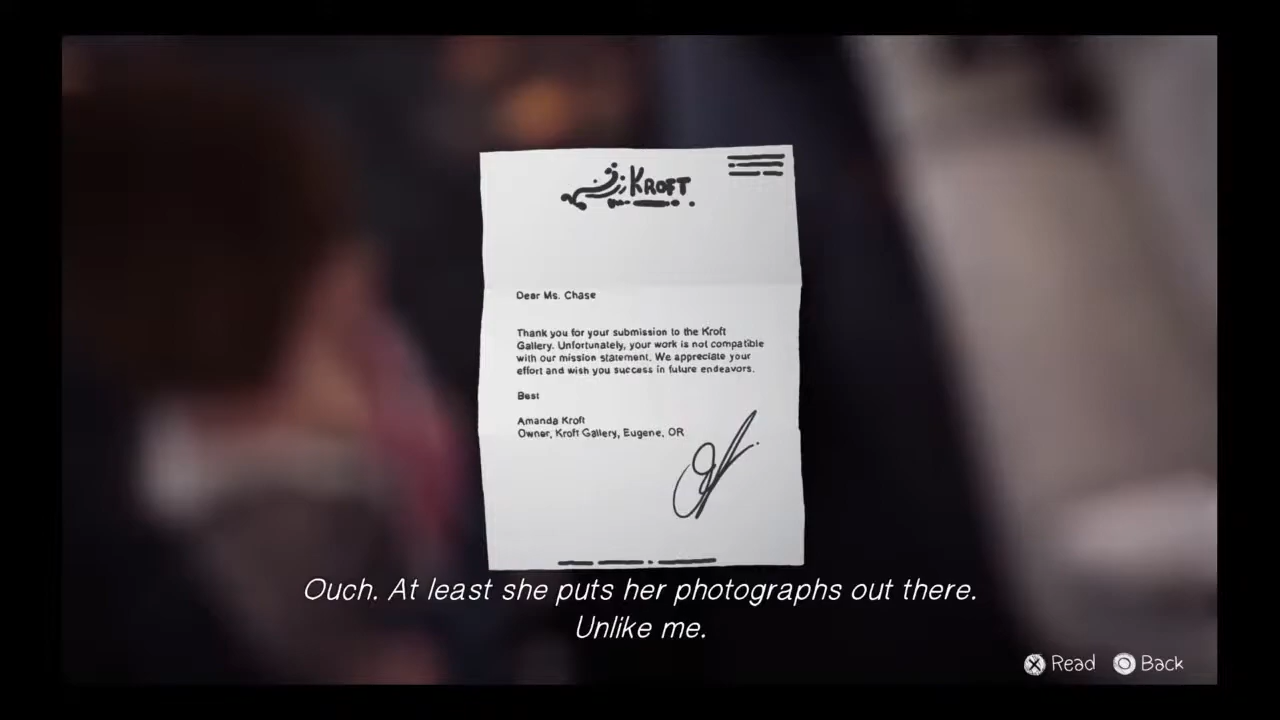 KROFT
Dear Ms. Chase
Thank you for your submission to the Kroft
Gallery. Unfortunately, your work is not compatible
with our mission statement. We appreciate your
effort and wish you success in future endeavors.
Best
Amanda Kroft
Owner, Kroft Gallery, Eugene, OR
Ouch. At least she puts her photographs out there.
Unlike me.
Read Back